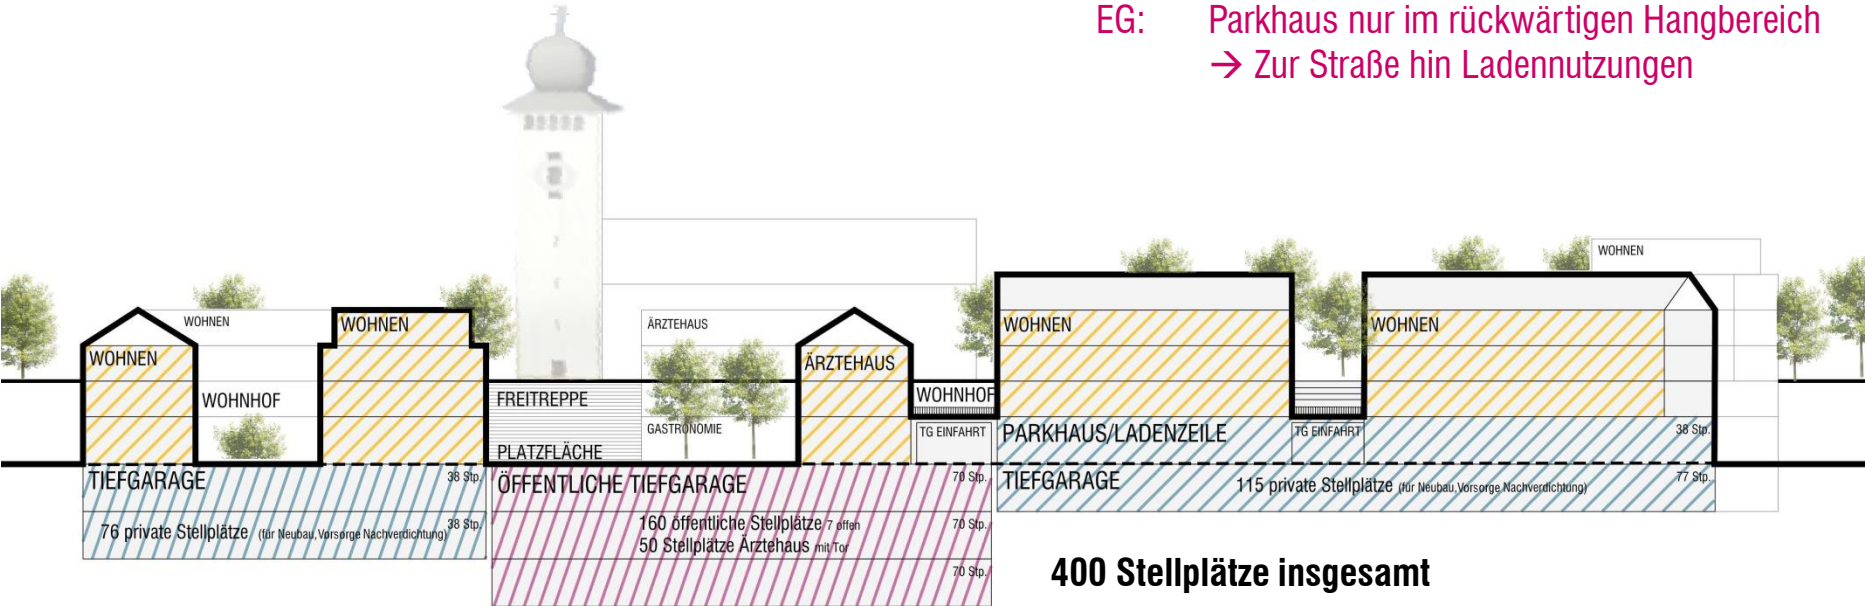 EG: Parkhaus nur im rückwärtigen Hangbereich
→ Zur Straße hin Ladennutzungen
WOHNEN
WOHNEN
WOHNEN
WOHNHOF
WOHNEN
FREITREPPE
PLATZFLÄCHE
ÄRZTEHAUS
GASTRONOMIE
ÄRZTEHAUS
WOHNHOF
TG EINFAHRT
WOHNEN
WOHNEN
PARKHAUS/LADENZEILE
TG EINFAHRT
38 Stp.
TIEFGARAGE
38 Stp.
76 private Stellplätze (für Neubau,Vorsorge Nachverdichtung)
38 Stp.
ÖFFENTLICHE TIEFGARAGE
70 Stp.
160 öffentliche Stellplätze 7 offen
70 Stp.
50 Stellplätze Ärztehaus mit Tor
70 Stp.
TIEFGARAGE
115 private Stellplätze (für Neubau,Vorsorge Nachverdichtung)
77 Stp.
400 Stellplätze insgesamt